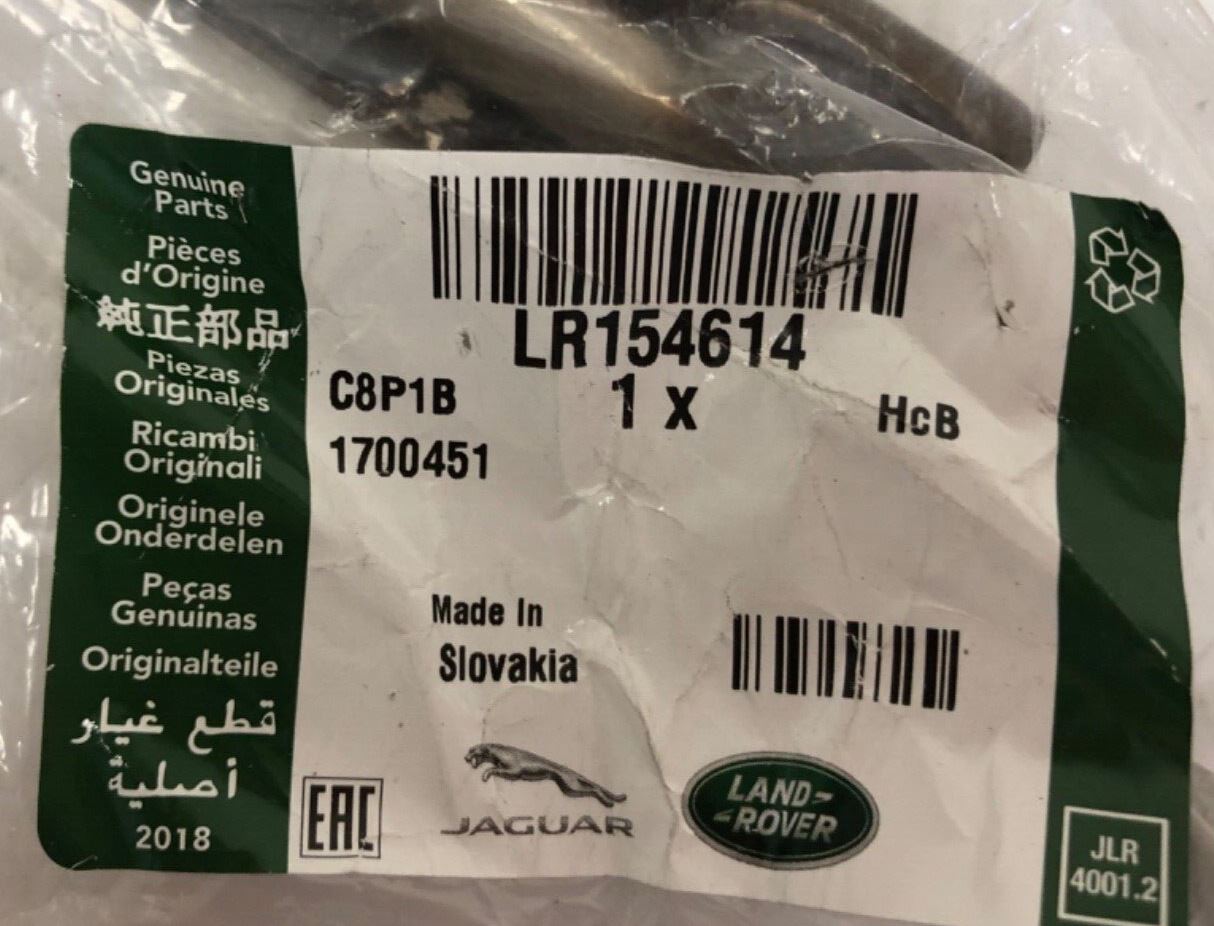 Genuine
Parts
Pièces
d'Origine
純正部品
Piezas
Originales
Ricambi
Originali
Originele
Onderdelen
Peças
Genuinas
Originalteile
قطع غيار
أصلية
2018
LR154614
C8P1B
1 x
HcB
1700451
Made In
Slovakia
EAC
JAGUAR
LAND-
-ROVER
JLR
4001.2